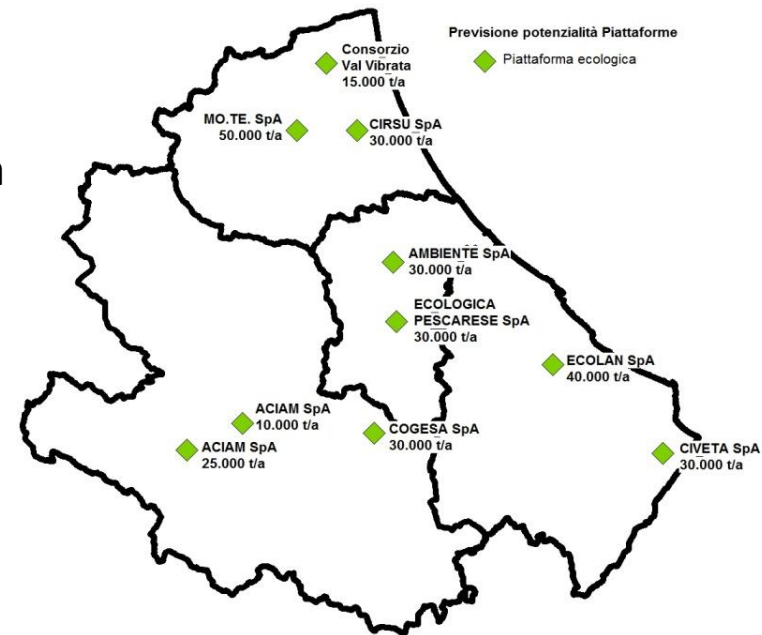 Previsione potenzialità Piattaforme
Piattaforma ecologica
Consorzio
Val Vibrata
15.000 t/a
MO.TE. SpA
50.000 t/a
CIRSU SpA
30.000 t/a
AMBIENTE SpA
30.000 t/a
ECOLOGICA
PESCARESE SpA
30.000 t/a
ECOLAN SpA
40.000 t/a
ACIAM SpA
10.000 t/a
ACIAM SpA
25.000 t/a
COGESA SpA
30.000 t/a
CIVETA SpA
30.000 t/a